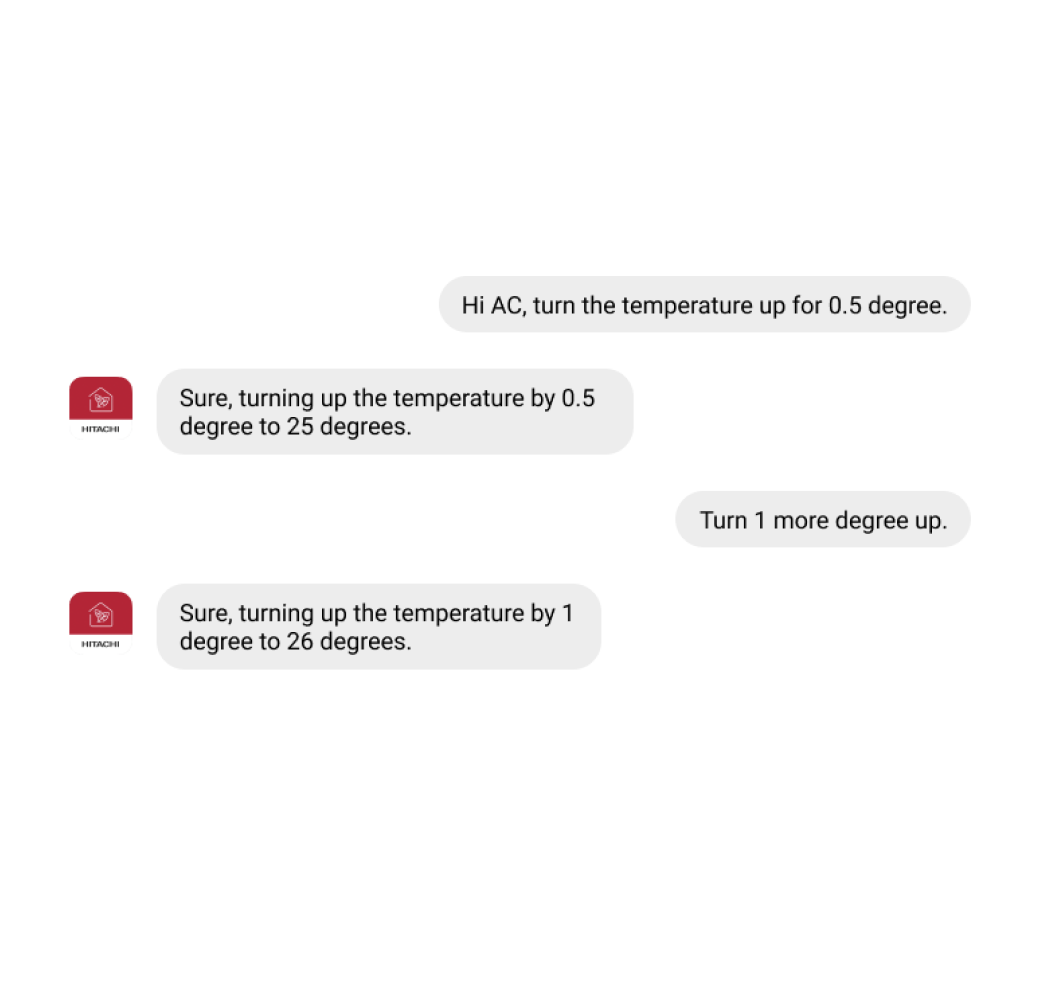 Hi AC, turn the temperature up for 0.5 degree.
Sure, turning up the temperature by 0.5
degree to 25 degrees.
HITACHI
Turn 1 more degree up.
Sure, turning up the temperature by 1
degree to 26 degrees.
HITACHI